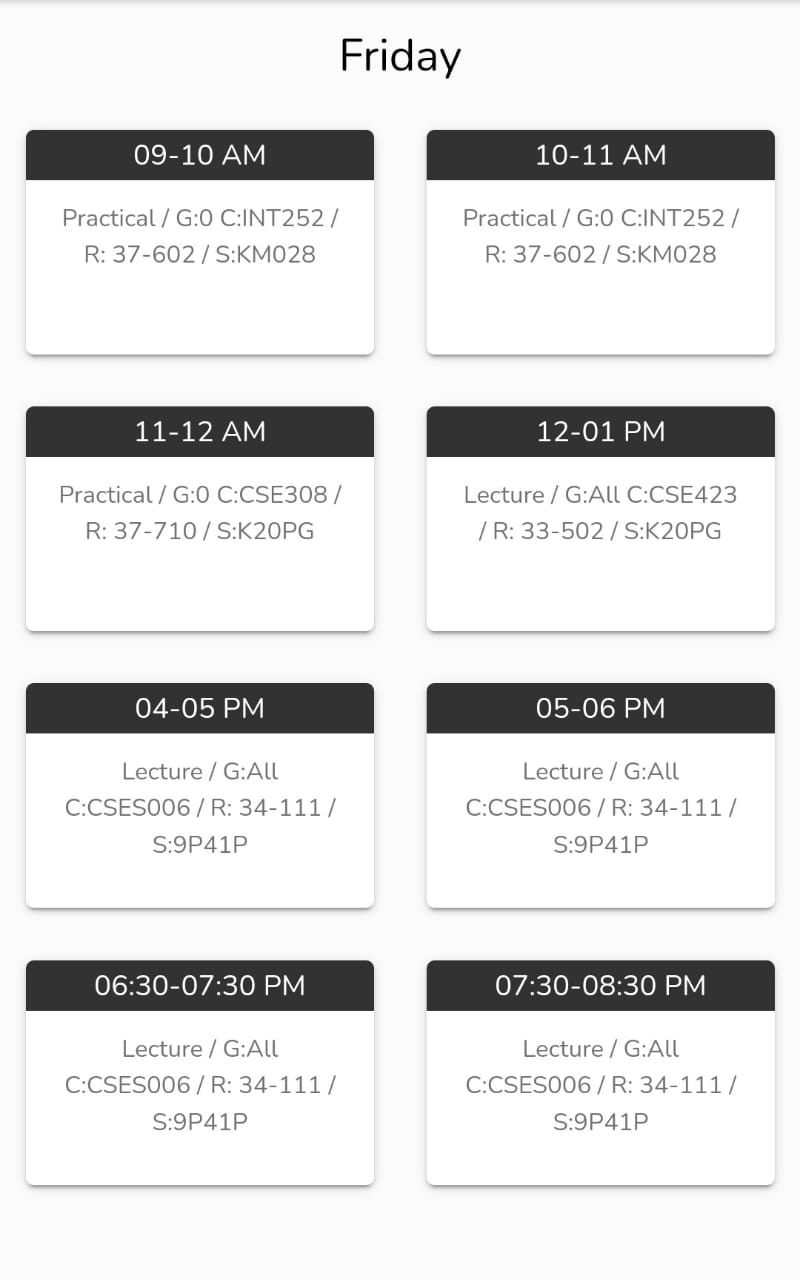 Friday
09-10 AM
Practical / G:0 C:INT252 /
R: 37-602 / S:KM028
10-11 AM
Practical / G:0 C:INT252 /
R: 37-602 / S:KM028
11-12 AM
Practical / G:0 C:CSE308 /
R: 37-710 / S:K20PG
12-01 PM
Lecture / G:All C:CSE423
/ R: 33-502 / S:K20PG
04-05 PM
Lecture / G:All
C:CSES006 / R: 34-111 /
S:9P41P
05-06 PM
Lecture / G:All
C:CSES006 / R: 34-111 /
S:9P41P
06:30-07:30 PM
Lecture / G:All
C:CSES006 / R: 34-111 /
S:9P41P
07:30-08:30 PM
Lecture / G:All
C:CSES006 / R: 34-111 /
S:9P41P